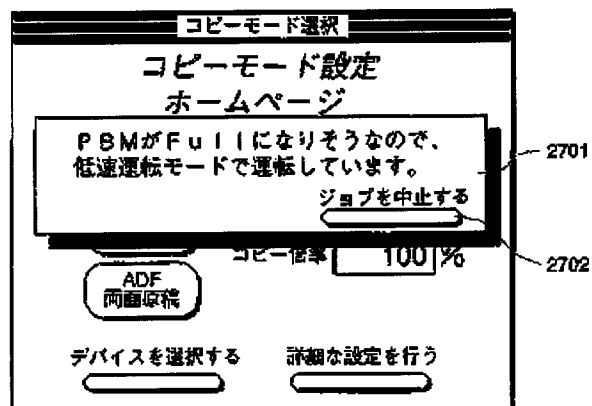 コピーモード選択
コピーモード設定
ホームページ
PBMがFullになりそうなので、
低速運転モードで運転しています。
2701
ジョブを中止する
2702
コピー倍率 100 %
ADF
両面原稿
デバイスを選択する 詳細な設定を行う